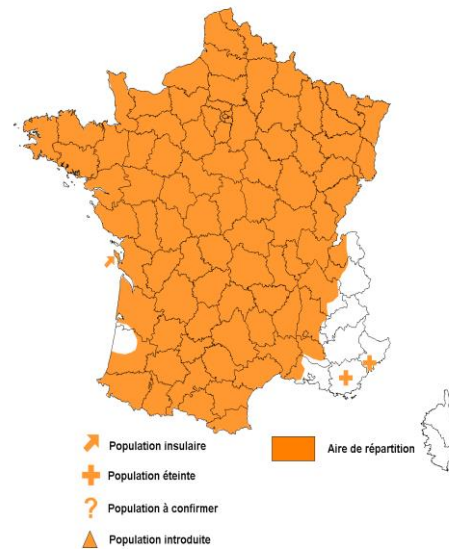 Population insulaire
Aire de répartition
Population éteinte
? Population à confirmer
Population introduite